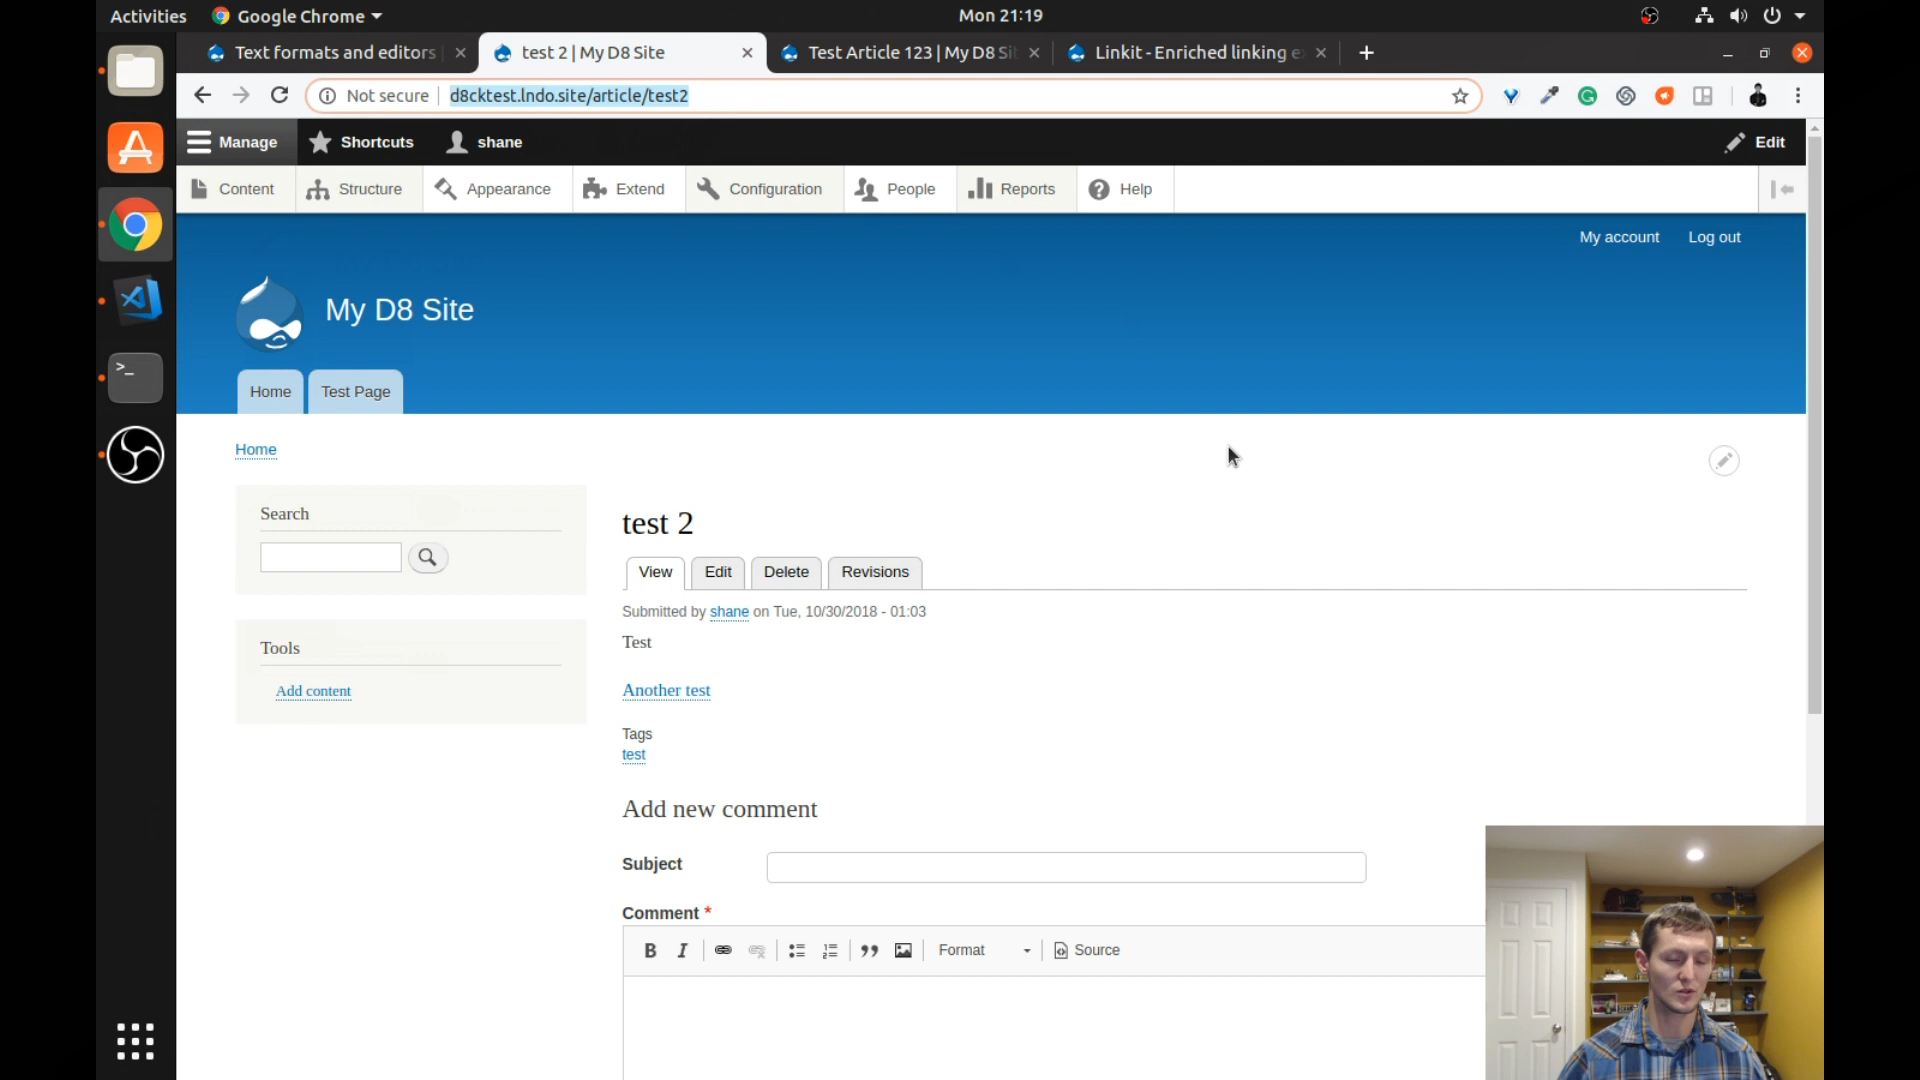 Activities Google Chrome Mon 21:19
Text formats and editors test 2 | My D8 Site Test Article 123 | My D8 Sit Linkit - Enriched linking e
Not secure d8cktest.lndo.site/article/test2
Manage Shortcuts shane Edit
Content Structure Appearance Extend Configuration People Reports Help
My account Log out
My D8 Site
Home Test Page
Home
Search
Tools
Add content
test 2
View Edit Delete Revisions
Submitted by shane on Tue, 10/30/2018 - 01:03
Test
Another test
Tags
test
Add new comment
Subject
Comment *
B I Format Source